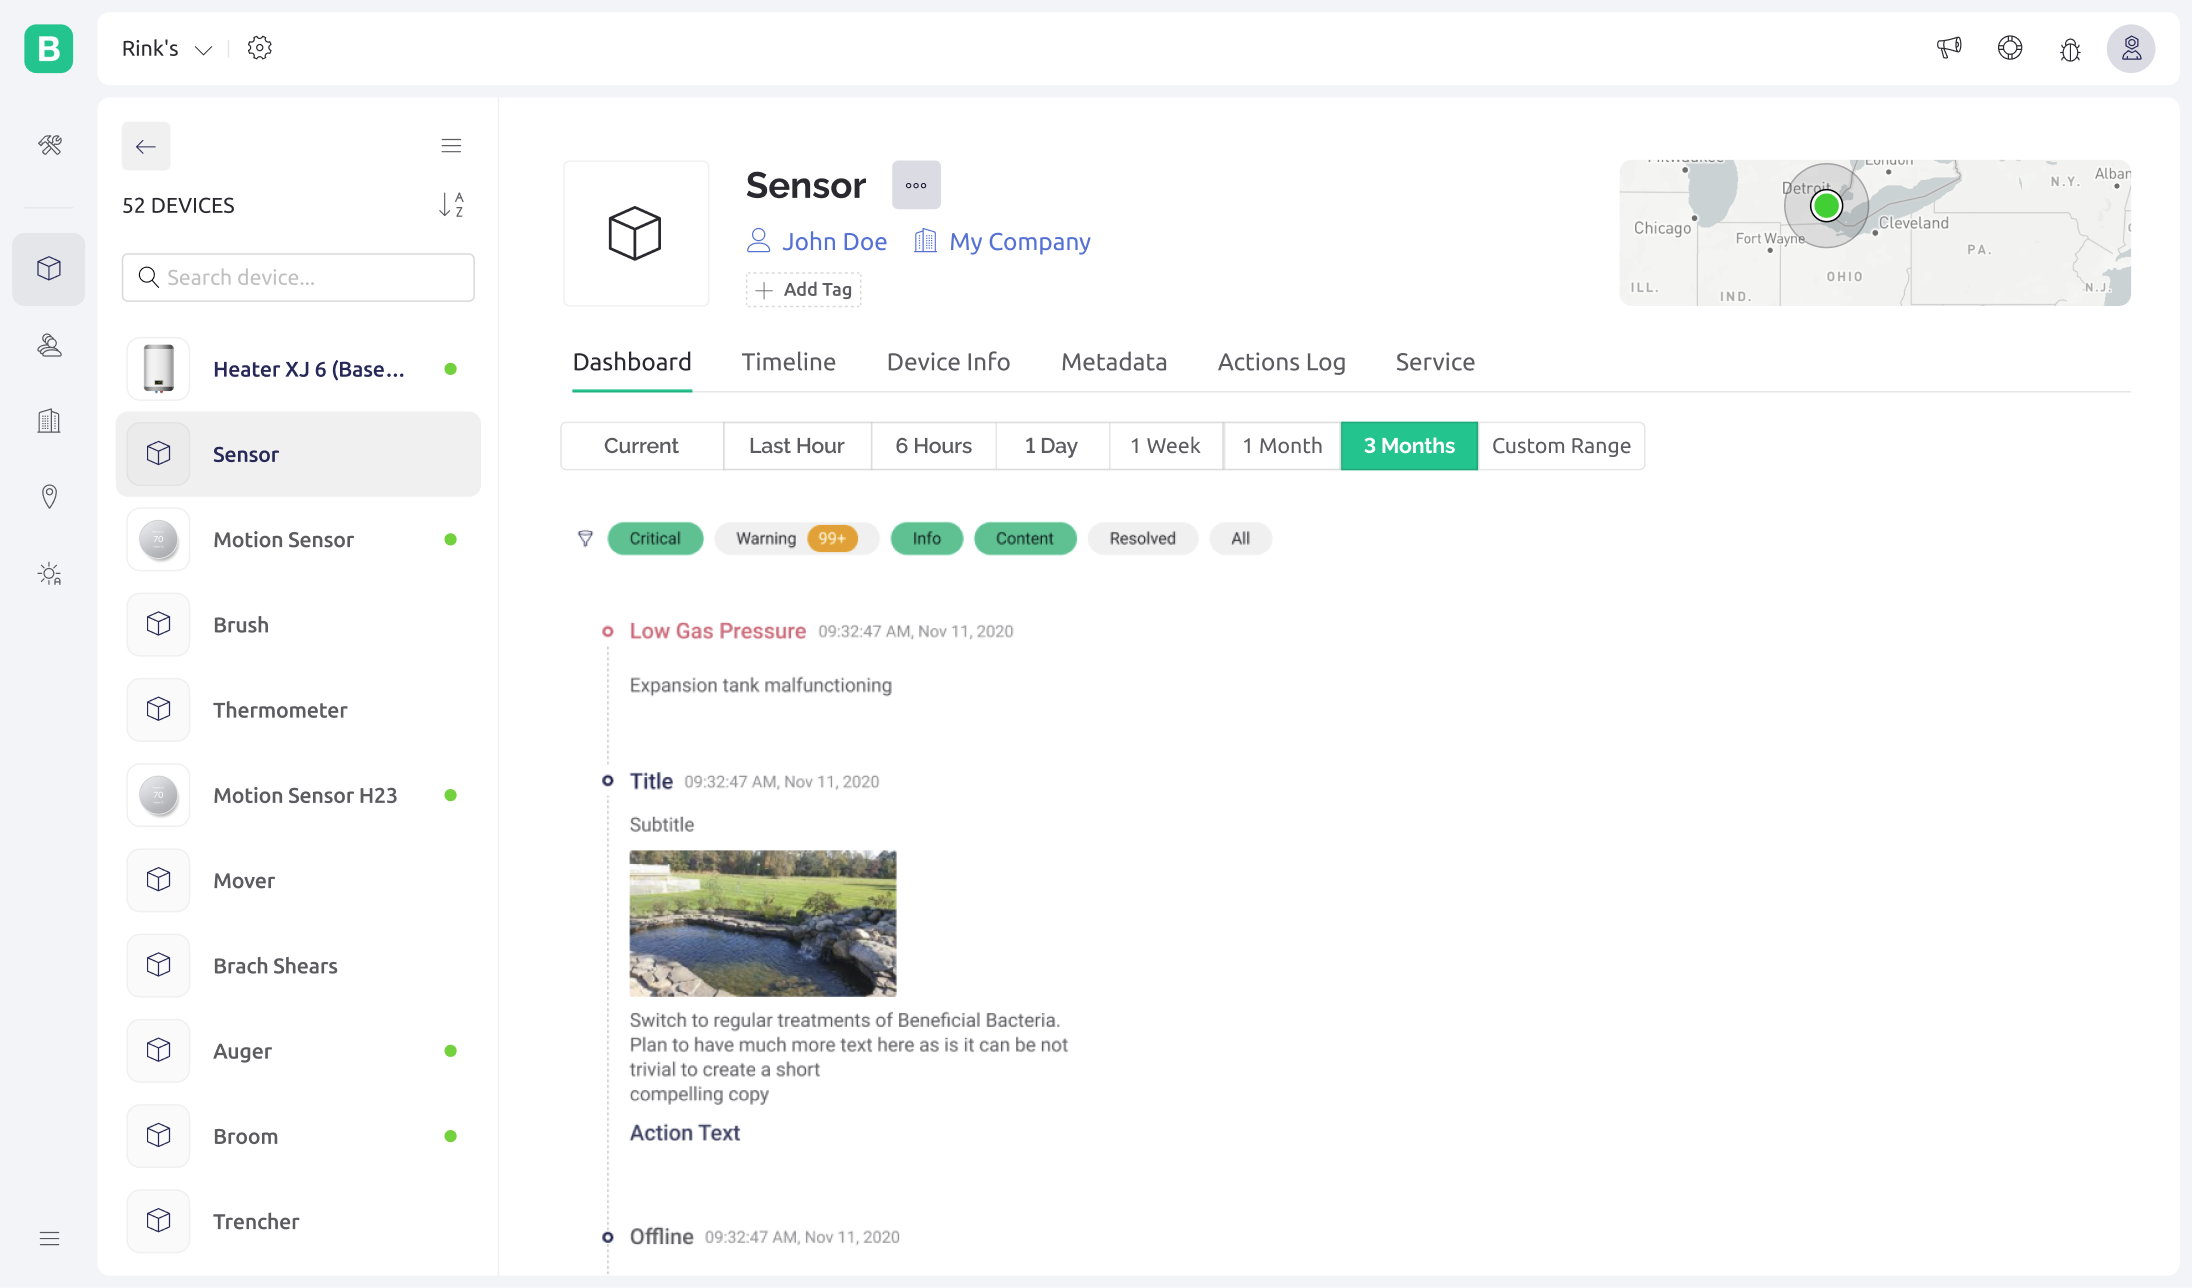 B
Rink's
52 DEVICES
A
Z
Search device...
Heater XJ 6 (Base...
Sensor
70
Motion Sensor
Brush
Thermometer
70
Motion Sensor H23
Mover
Brach Shears
Auger
Broom
Trencher
Sensor
John Doe
My Company
Add Tag
Milwaukee
London
Detroit
N.Y.
Alban
Chicago
Fort Wayne
Cleveland
PA.
OHIO
ILL.
IND.
N.J.
Dashboard
Timeline
Device Info
Metadata
Actions Log
Service
Current
Last Hour
6 Hours
1 Day
1 Week
1 Month
3 Months
Custom Range
Critical
Warning 99+
Info
Content
Resolved
All
Low Gas Pressure 09:32:47 AM, Nov 11, 2020
Expansion tank malfunctioning
Title 09:32:47 AM, Nov 11, 2020
Subtitle
Switch to regular treatments of Beneficial Bacteria.
Plan to have much more text here as is it can be not
trivial to create a short
compelling copy
Action Text
Offline 09:32:47 AM, Nov 11, 2020